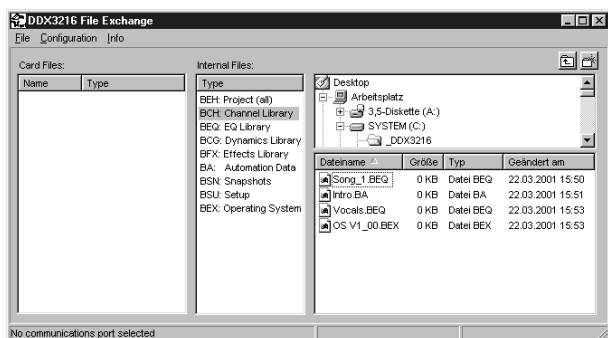 DDX3216 File Exchange
File Configuration Info
Card Files:
Name Type
Internal Files:
Type
BEH: Project (all)
BCH: Channel Library
BEQ: EQ Library
BCG: Dynamics Library
BFX: Effects Library
BA: Automation Data
BSN: Snapshots
BSU: Setup
BEX: Operating System
Desktop
Arbeitsplatz
3,5-Diskette (A:)
SYSTEM (C:)
_DDX3216
Dateiname Größe Typ Geändert am
Song_1.BEQ 0 KB Datei BEQ 22.03.2001 15:50
Intro.BA 0 KB Datei BA 22.03.2001 15:51
Vocals.BEQ 0 KB Datei BEQ 22.03.2001 15:53
OS V1_00.BEX 0 KB Datei BEX 22.03.2001 15:53
No communications port selected